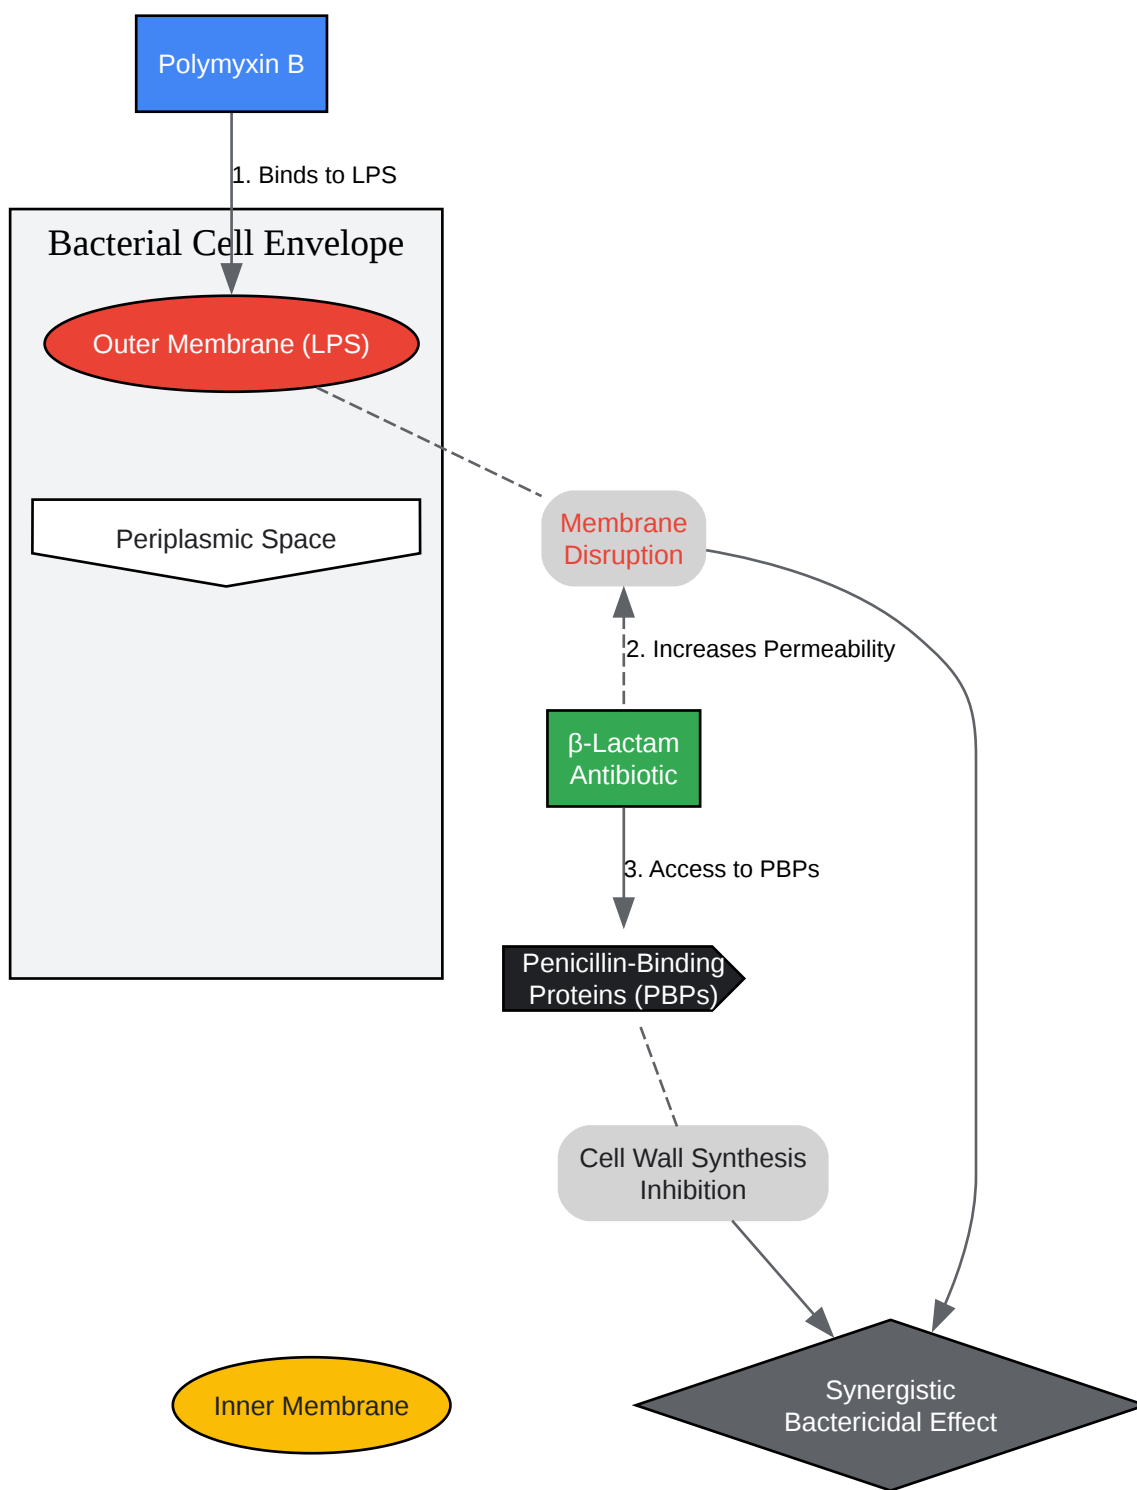 Polymyxin B
1. Binds to LPS
Bacterial Cell Envelope
Outer Membrane (LPS)
Periplasmic Space
Membrane
Disruption
2. Increases Permeability
β-Lactam
Antibiotic
3. Access to PBPs
Penicillin-Binding
Proteins (PBPs)
Cell Wall Synthesis
Inhibition
Inner Membrane
Synergistic
Bactericidal Effect